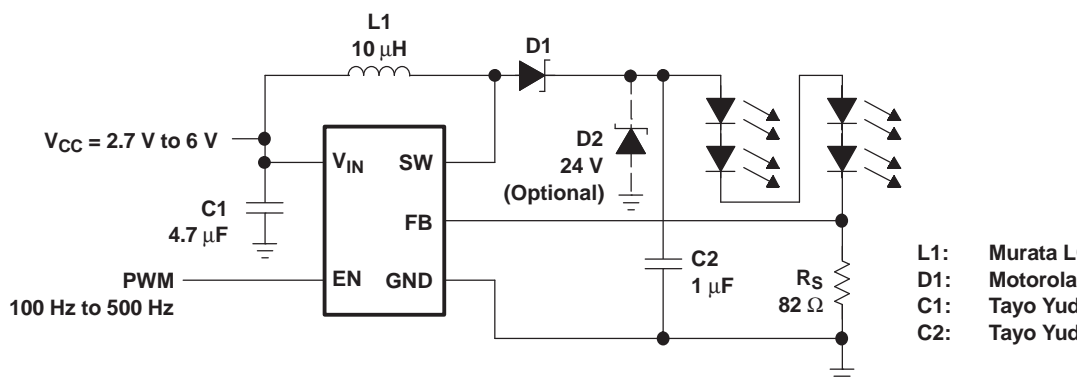 L1
10 μH
D1
VCC = 2.7 V to 6 V
VIN
SW
D2
24 V
(Optional)
C1
4.7 μF
FB
C2
1 μF
RS
82 Ω
PWM
100 Hz to 500 Hz
EN
GND
L1: Murata
D1: Motorola
C1: Tayo
C2: Tayo